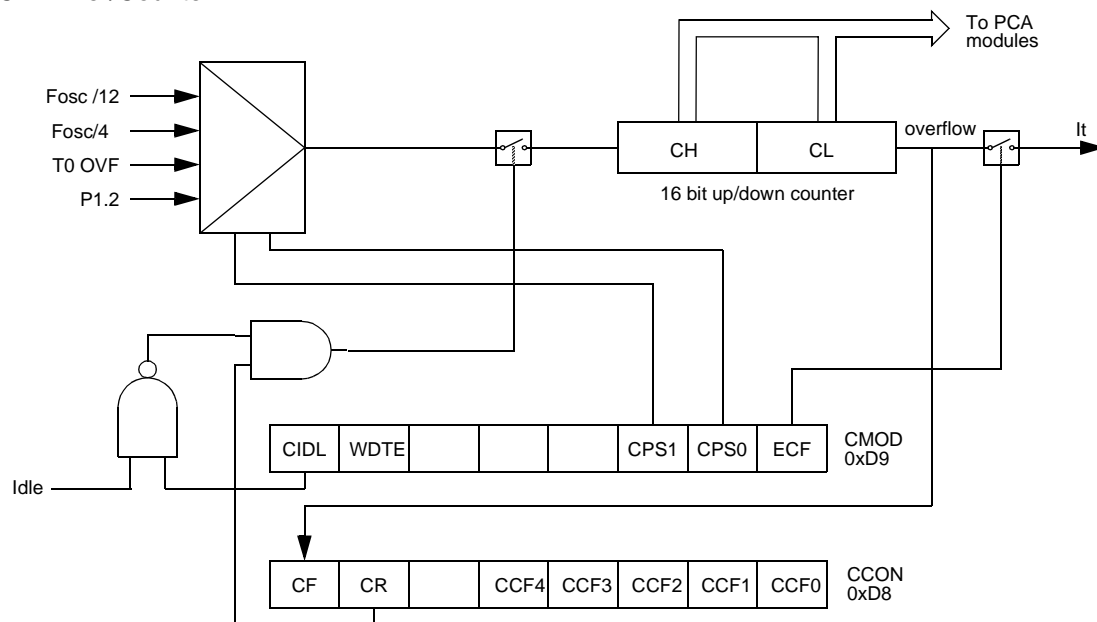 To PCA
modules
Fosc /12
Fosc/4
T0 OVF
P1.2
overflow
It
CH CL
16 bit up/down counter
CIDL WDTE CPS1 CPS0 ECF
CMOD
0xD9
Idle
CF CR CCF4 CCF3 CCF2 CCF1 CCF0
CCON
0xD8